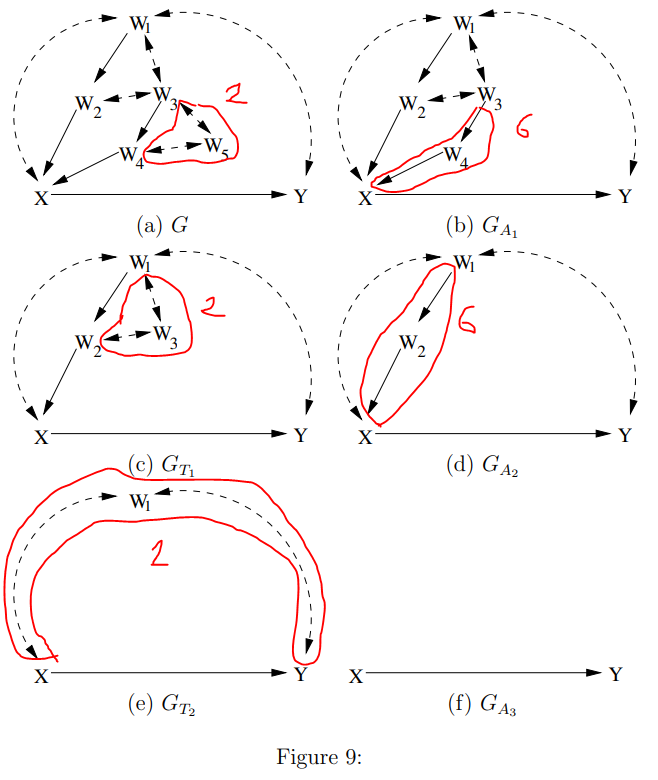 W1 W1
W2 W3 2 W2 W3 6
W4 W5 W4
X Y X Y
(a) G (b) GA1
W1 W1
W2 W3 2 W2 6
X Y X Y
(c) GT1 (d) GA2
W1
2
X Y X Y
(e) GT2 (f) GA3
Figure 9: